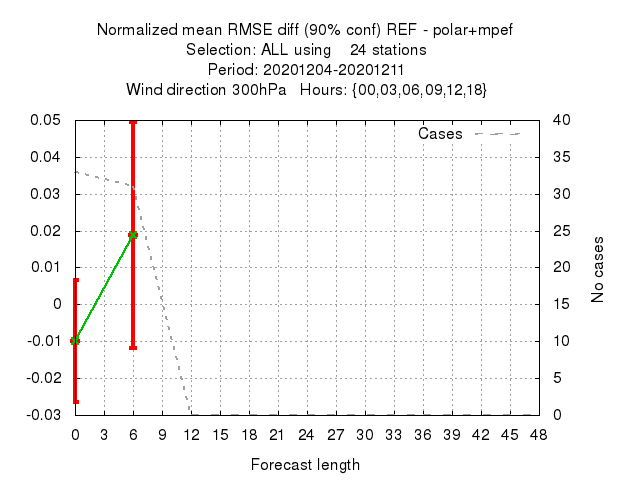 Normalized mean RMSE diff (90% conf) REF - polar+mpef
Selection: ALL using 24 stations
Period: 20201204-20201211
Wind direction 300hPa Hours: {00,03,06,09,12,18}
Cases
0.05
0.04
0.03
0.02
0.01
0
-0.01
-0.02
-0.03
40
35
30
25
20
15
10
5
0
No cases
0 3 6 9 12 15 18 21 24 27 30 33 36 39 42 45 48
Forecast length